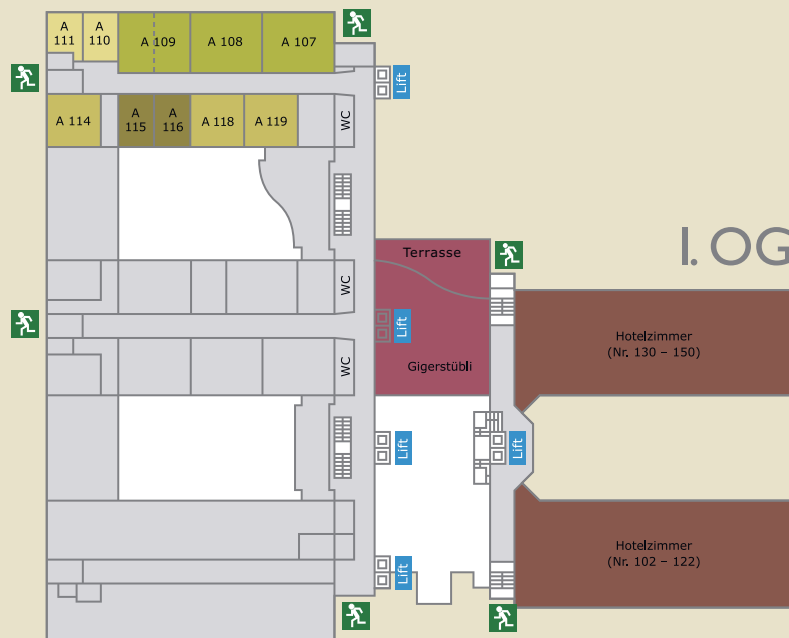 A
111
A
110
A 109
A 108
A 107
Lift
A 114
A
115
A
116
A 118
A 119
WC
I. OG
Terrasse
WC
Lift
Hotelzimmer
(Nr. 130 – 150)
Gigerstübli
WC
Lift
Lift
Hotelzimmer
(Nr. 102 – 122)
Lift